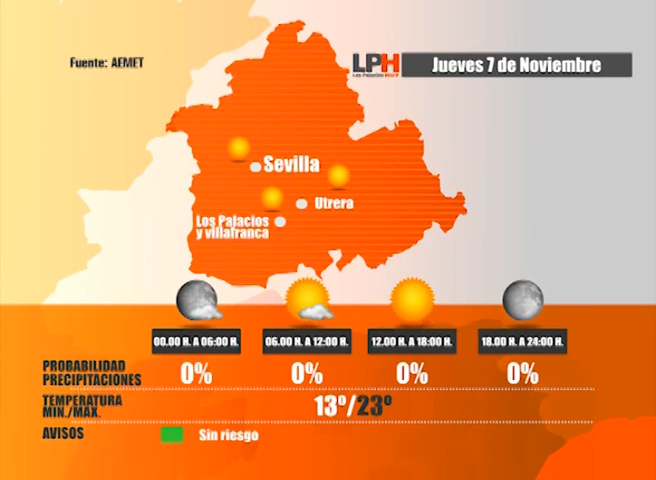 Fuente: AEMET
LPH
Jueves 7 de Noviembre
Sevilla
Utrera
Los Palacios
y villafranca
00.00 H. A 06:00 H.
06.00 H. A 12:00 H.
12.00 H. A 18:00 H.
18.00 H. A 24:00 H.
PROBABILIDAD
PRECIPITACIONES
0%
0%
0%
0%
TEMPERATURA
MIN./MAX.
13º/23º
AVISOS
Sin riesgo